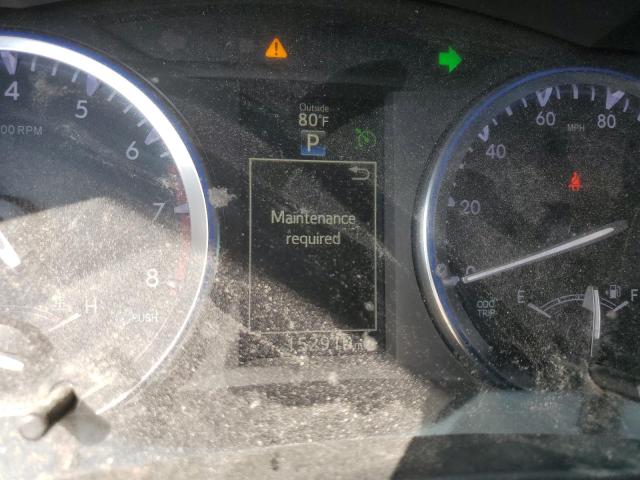 Outside
80°F
P
Maintenance
required
4
5
6
7
8
00 RPM
H
PUSH
20
40
60
80
MPH
0
ODO
TRIP
E
F